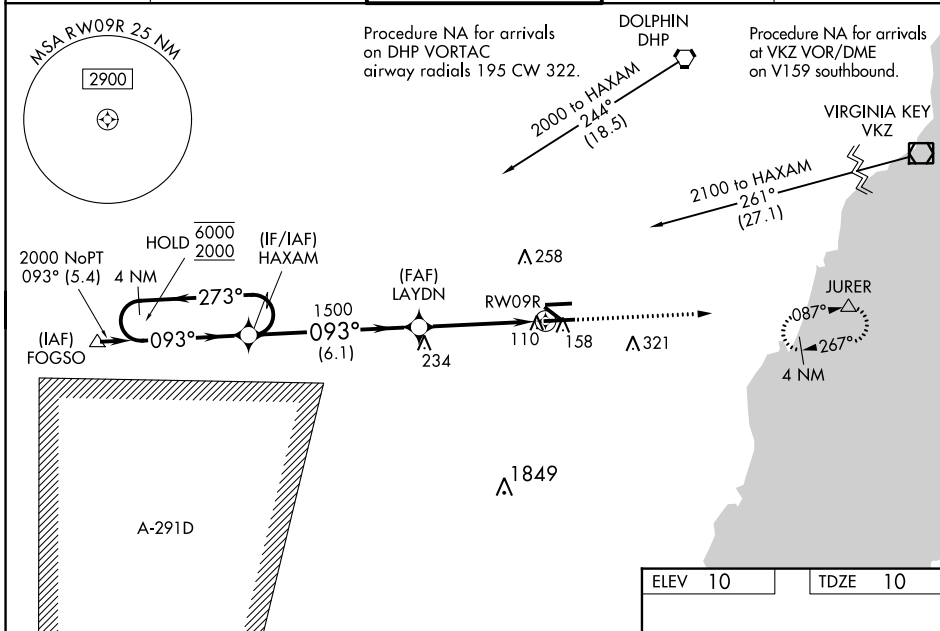 MSA RW09R 25 NM
2900
Procedure NA for arrivals
on DHP VORTAC
airway radials 195 CW 322.
DOLPHIN
DHP
2000 to HAXAM
244°
(18.5)
Procedure NA for arrivals
at VKZ VOR/DME
on V159 southbound.
VIRGINIA KEY
VKZ
2100 to HAXAM
261°
(27.1)
2000 NoPT
093° (5.4)
4 NM
HOLD
6000
2000
(IF/IAF)
HAXAM
273°
093°
(IAF)
FOGSO
1500
093°
(6.1)
(FAF)
LAYDN
234
258
RW09R
110
158
321
JURER
087°
267°
4 NM
1849
A-291D
ELEV 10
TDZE 10